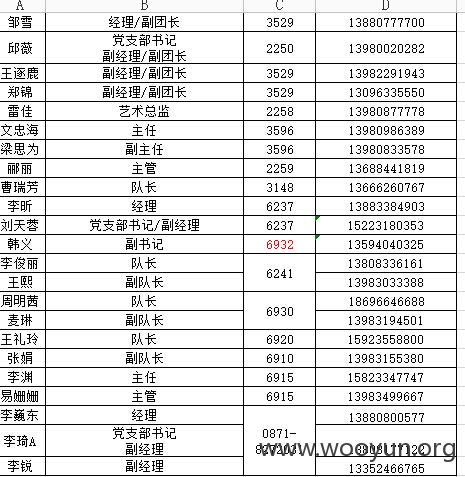 A B C D
邹雪 经理/副团长 3529 13880777700
邱薇 党支部书记 2250 13980020282
副经理/副团长
王逐鹿 经理/副团长 3529 13982291943
郑锦 副经理/副团长 3529 13096335550
雷佳 艺术总监 2258 13980877778
文忠海 主任 3596 13980986389
梁思为 副主任 3596 13980833578
郦丽 主管 2259 13688441819
曹瑞芳 队长 3148 13666260767
李昕 经理 6237 13883384903
刘天蓉 党支部书记/副经理 6237 15223180353
韩义 副书记 6932 13594040325
李俊丽 队长 6241 13808336161
王熙 副队长 13983033388
周明茜 队长 6930 18696646688
麦琳 副队长 13983194501
王礼玲 队长 6920 15923558800
张娟 副队长 6910 13983155380
李渊 主任 6915 15823347747
易姗姗 主管 6915 13983499667
李巍东 经理 13880800577
李琦A 党支部书记 0871-
副经理
李锐 副经理 13352466765
www.wooyun.org